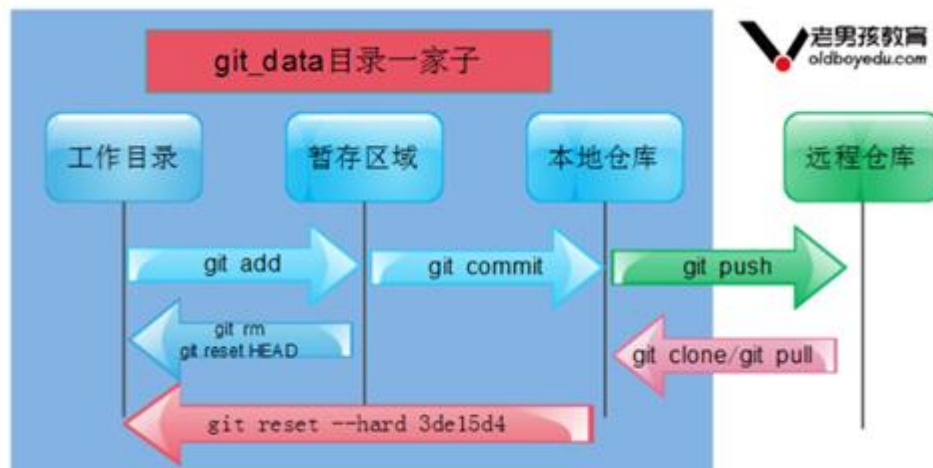 git_data目录一家子
老男孩教育
oldboyedu.com
工作目录
暂存区域
本地仓库
远程仓库
git add
git commit
git push
git rm
git reset HEAD
git clone/git pull
git reset --hard 3de15d4